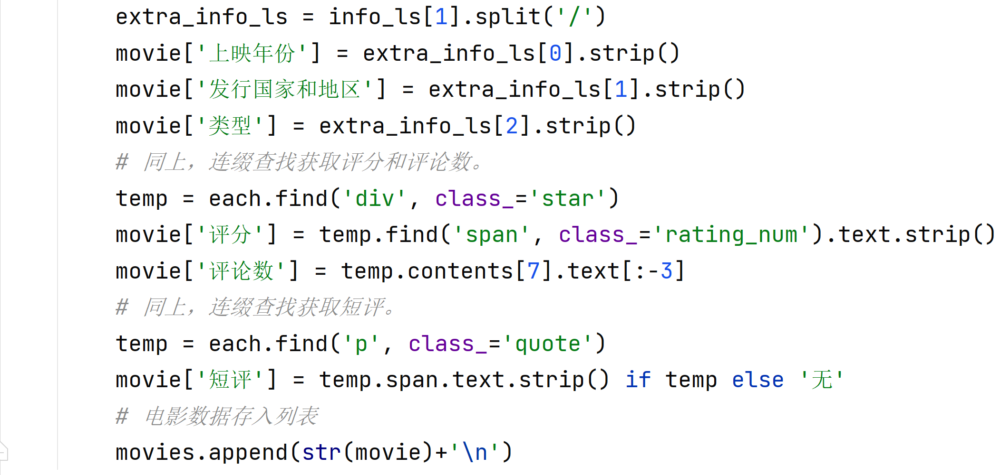 extra_info_ls = info_ls[1].split('/')
movie['上映年份'] = extra_info_ls[0].strip()
movie['发行国家和地区'] = extra_info_ls[1].strip()
movie['类型'] = extra_info_ls[2].strip()
# 同上，连缀查找获取评分和评论数。
temp = each.find('div', class_='star')
movie['评分'] = temp.find('span', class_='rating_num').text.strip()
movie['评论数'] = temp.contents[7].text[:-3]
# 同上，连缀查找获取短评。
temp = each.find('p', class_='quote')
movie['短评'] = temp.span.text.strip() if temp else '无'
# 电影数据存入列表
movies.append(str(movie)+'\n')